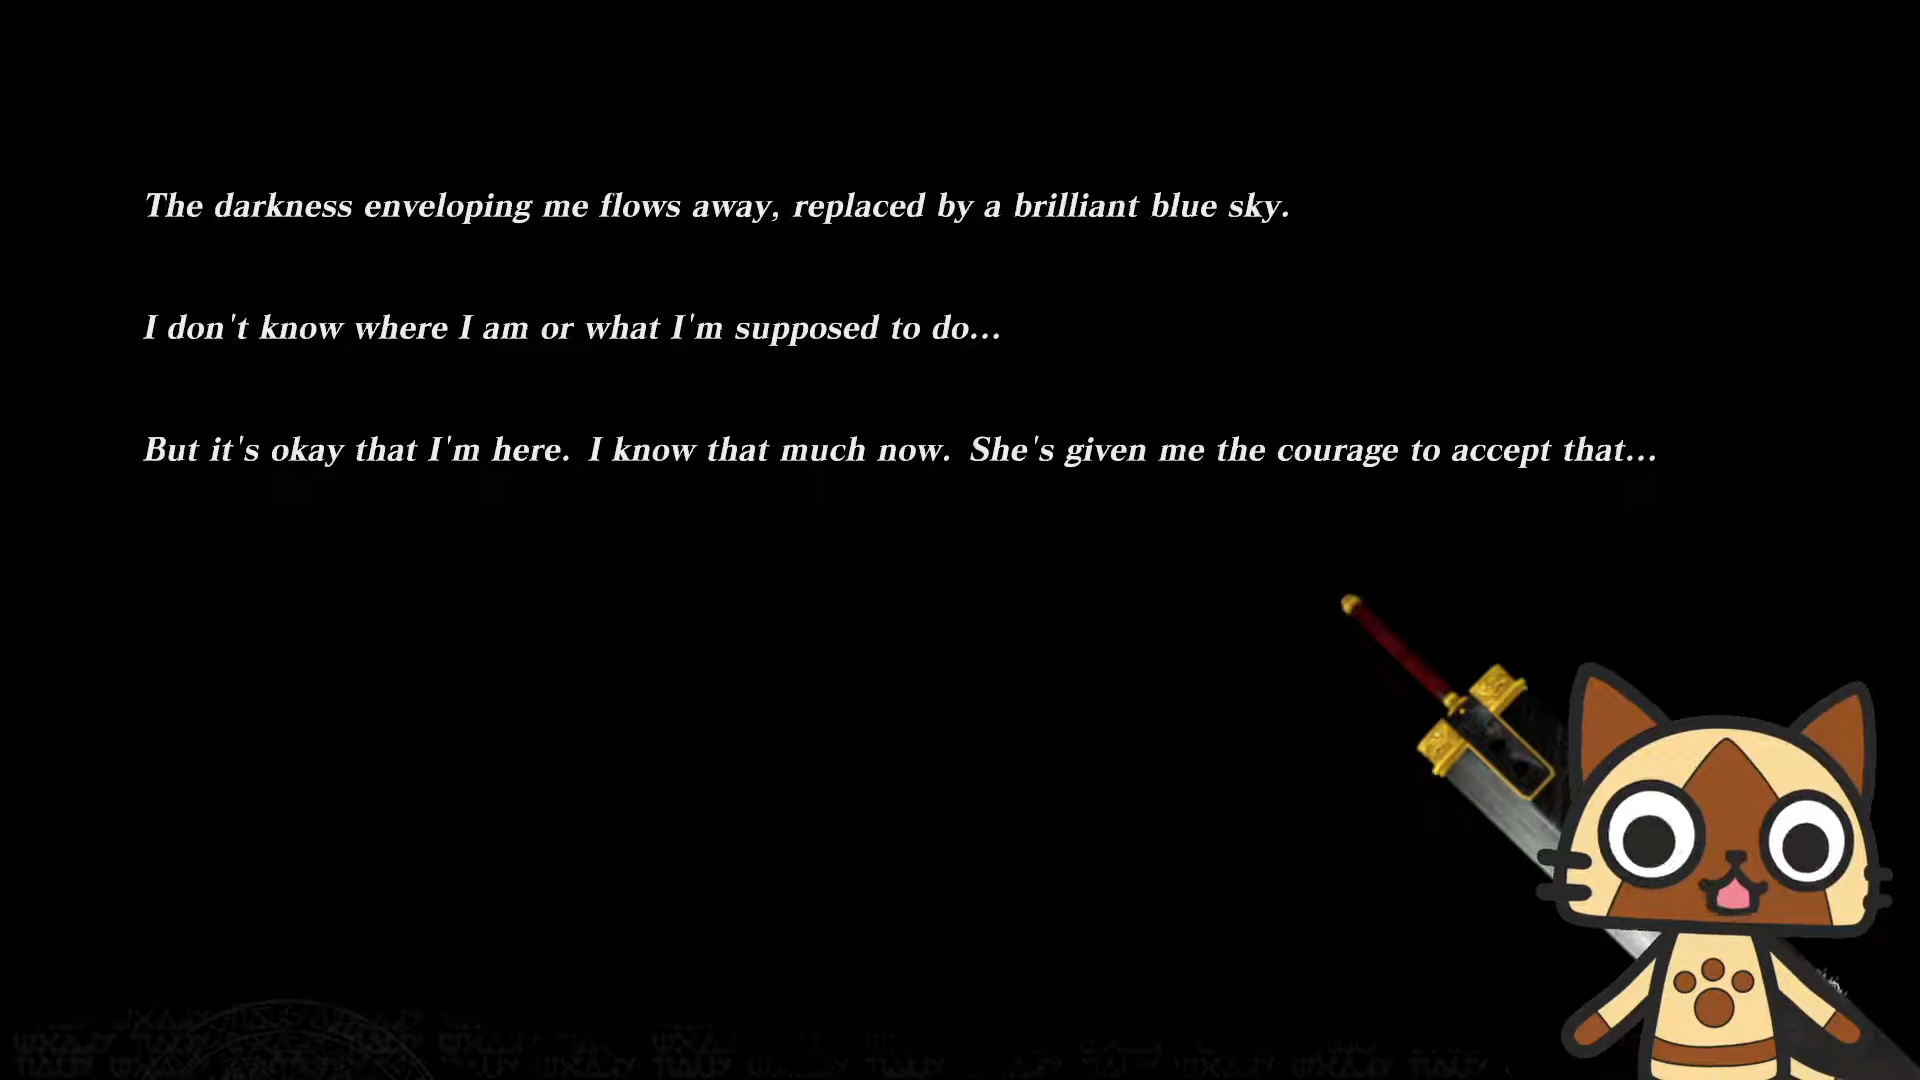 The darkness enveloping me flows away, replaced by a brilliant blue sky.
I don't know where I am or what I'm supposed to do...
But it's okay that I'm here. I know that much now. She's given me the courage to accept that...